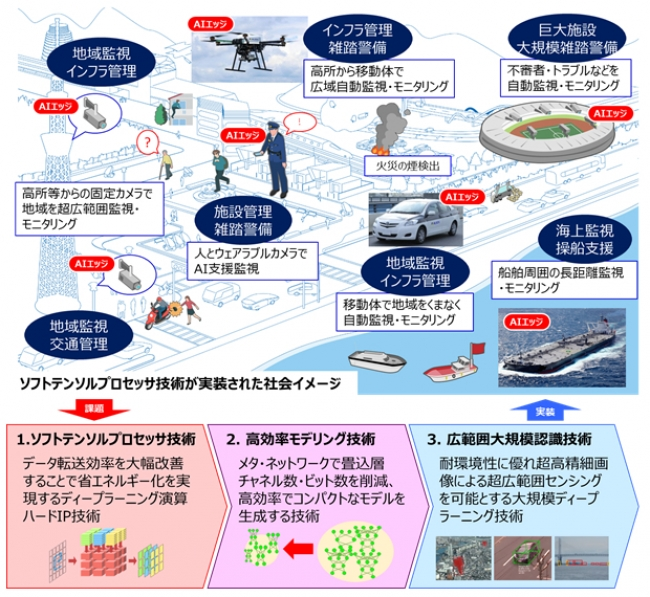 AIエッジ
地域監視
インフラ管理
インフラ管理
雑踏警備
高所から移動体で
広域自動監視・モニタリング
巨大施設
大規模雑踏警備
不審者・トラブルなどを
自動監視・モニタリング
AIエッジ
AIエッジ
AIエッジ
?
!
火災の煙検出
高所等からの固定カメラで
地域を超広範囲監視・
モニタリング
施設管理
雑踏警備
人とウェアラブルカメラで
AI支援監視
AIエッジ
地域監視
インフラ管理
移動体で地域をくまなく
自動監視・モニタリング
海上監視
操船支援
船舶周囲の長距離監視
・モニタリング
AIエッジ
AIエッジ
地域監視
交通管理
ソフトテンソルプロセッサ技術が実装された社会イメージ
課題
実装
1.ソフトテンソルプロセッサ技術
データ転送効率を大幅改善
することで省エネルギー化を実
現するディープラーニング演算
ハードIP技術
2. 高効率モデリング技術
メタ・ネットワークで畳込層
チャネル数・ビット数を削減、
高効率でコンパクトなモデルを
生成する技術
3. 広範囲大規模認識技術
耐環境性に優れ超高精細画
像による超広範囲センシング
を可能とする大規模ディープ
ラーニング技術